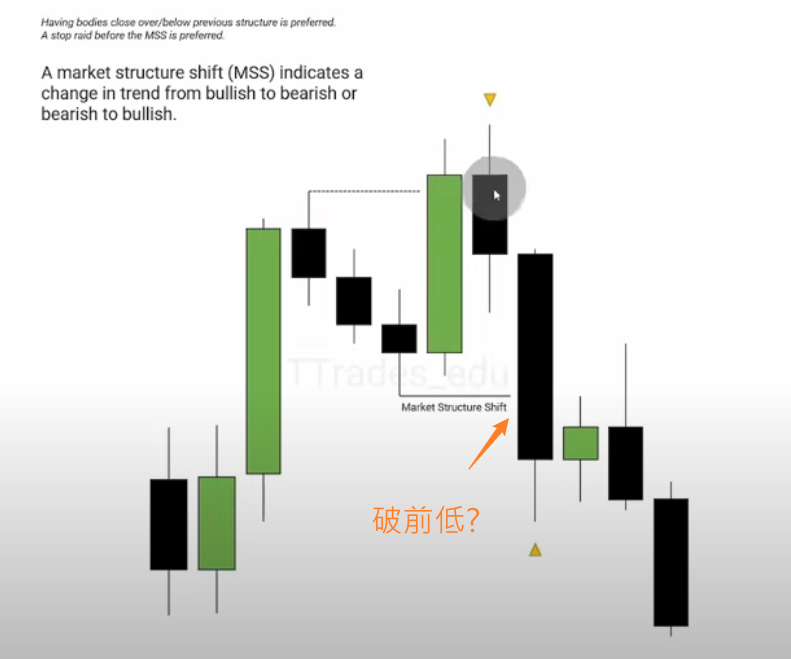 Having bodies close over/below previous structure is preferred.
A stop raid before the MSS is preferred.
A market structure shift (MSS) indicates a
change in trend from bullish to bearish or
bearish to bullish.
TTrades_edu
Market Structure Shift
破前低?